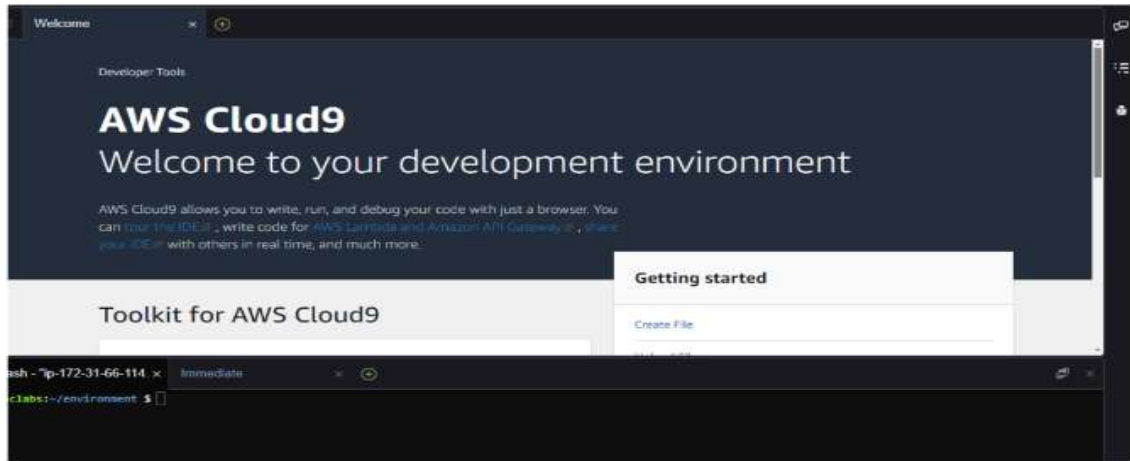 Welcome
Developer Tools
AWS Cloud9
Welcome to your development environment
AWS Cloud9 allows you to write, run, and debug your code with just a browser. You
can tour the IDE , write code for AWS Lambda and Amazon API Gateway , share
your IDE with others in real time, and much more.
Getting started
Toolkit for AWS Cloud9
Create File
ash - "ip-172-31-66-114
Immediate
clabs:~/environment $